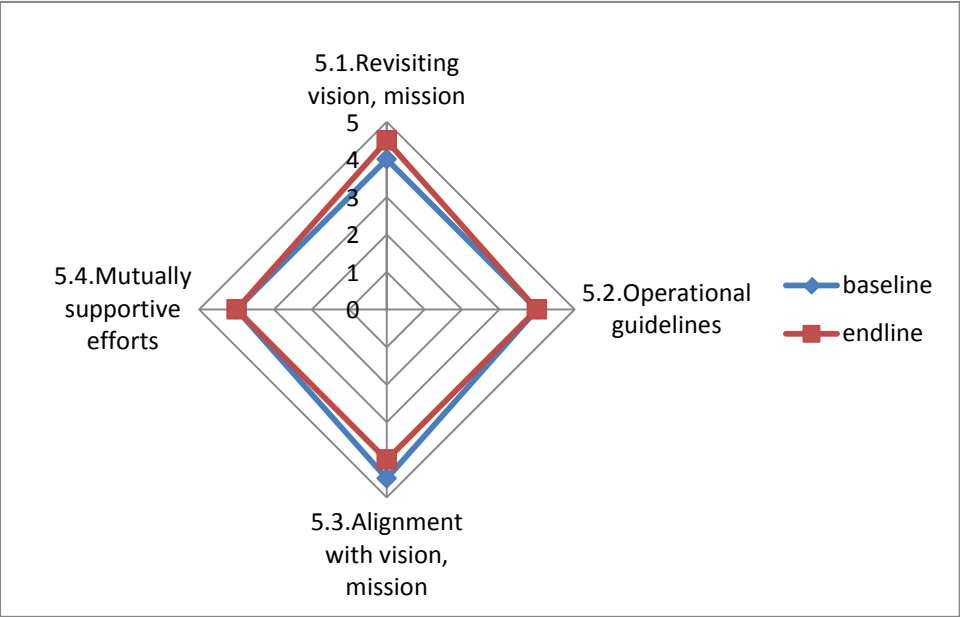 5.1.Revisiting
vision, mission
5
4
3
2
1
0
5.4.Mutually
supportive
efforts
5.2.Operational
guidelines
baseline
endline
5.3.Alignment
with vision,
mission